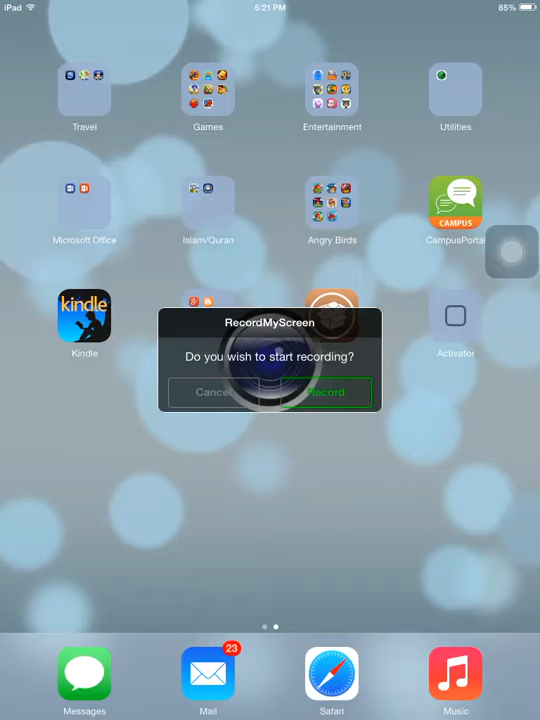 iPad 5:21 PM 85%
Travel Games Entertainment Utilities
CAMPUS
Microsoft Office Islam/Quran Angry Birds CampusPortal
kindle
RecordMyScreen
Do you wish to start recording?
Cancel Record
Kindle Activator
23
Messages Mail Safari Music